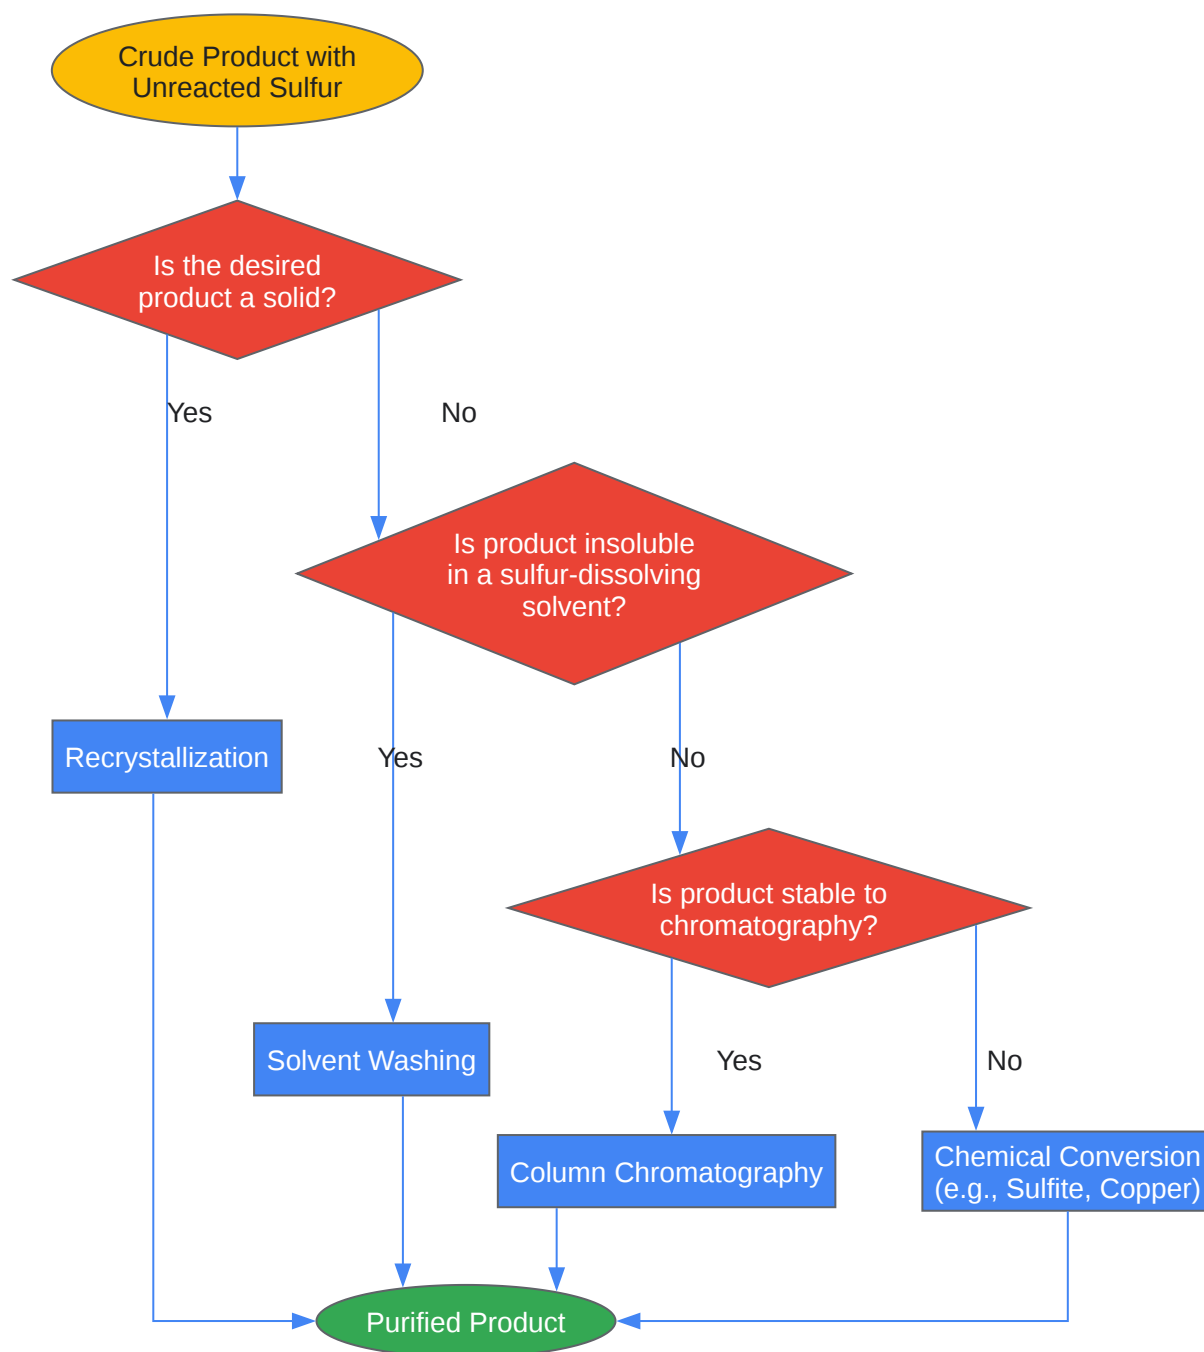 Crude Product with
Unreacted Sulfur
Is the desired
product a solid?
Yes
No
Is product insoluble
in a sulfur-dissolving
solvent?
Recrystallization
Yes
No
Is product stable to
chromatography?
Solvent Washing
Yes
No
Column Chromatography
Chemical Conversion
(e.g., Sulfite, Copper)
Purified Product